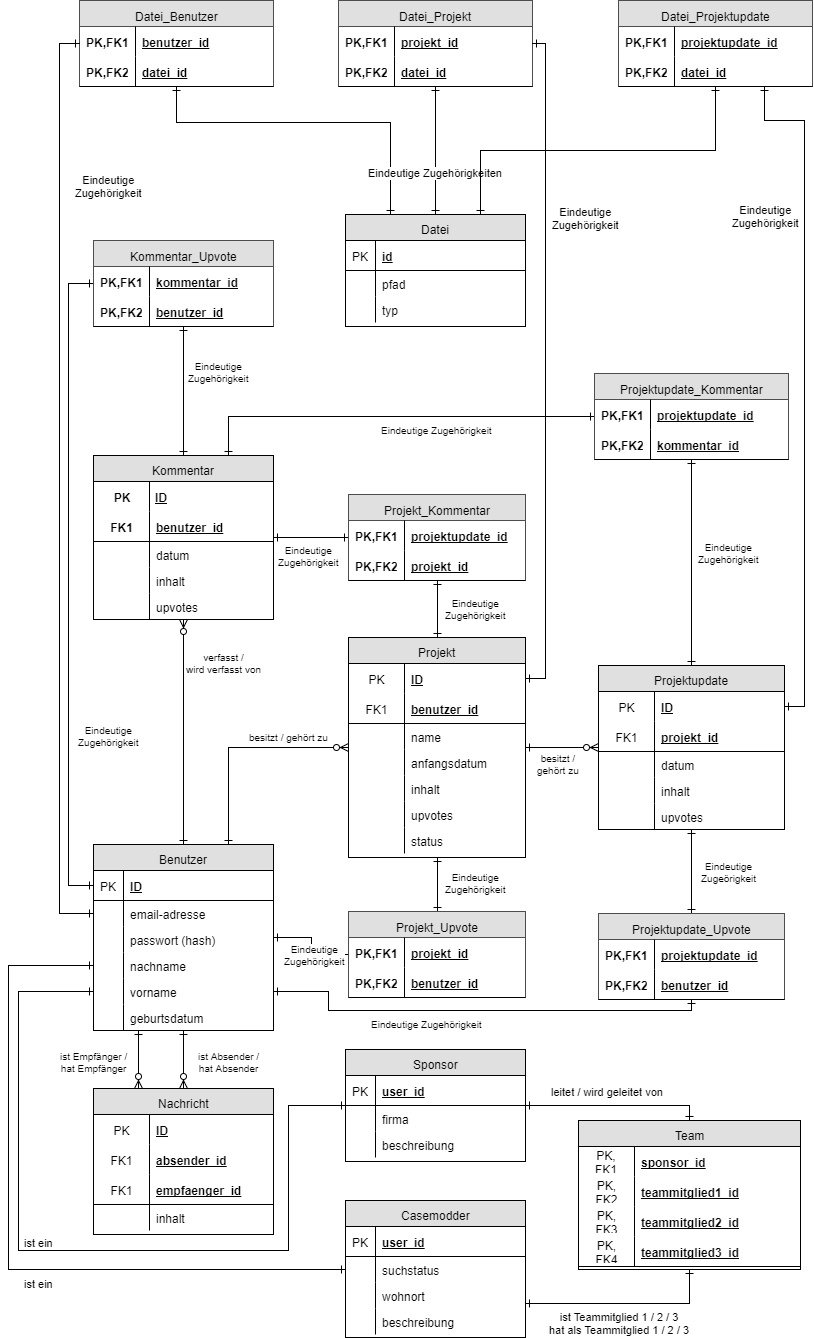 Datei_Benutzer
PK,FK1 benutzer_id
PK,FK2 datei_id
Datei_Projekt
PK,FK1 projekt_id
PK,FK2 datei_id
Datei_Projektupdate
PK,FK1 projektupdate_id
PK,FK2 datei_id
Eindeutige
Zugehörigkeit
Eindeutige Zugehörigkeiten
Eindeutige
Zugehörigkeit
Eindeutige
Zugehörigkeit
Datei
PK id
pfad
typ
Kommentar_Upvote
PK,FK1 kommentar_id
PK,FK2 benutzer_id
Eindeutige
Zugehörigkeit
Projektupdate_Kommentar
PK,FK1 projektupdate_id
PK,FK2 kommentar_id
Eindeutige Zugehörigkeit
Kommentar
PK ID
FK1 benutzer_id
datum
inhalt
upvotes
Eindeutige
Zugehörigkeit
Projekt_Kommentar
PK,FK1 projektupdate_id
PK,FK2 projekt_id
Eindeutige
Zugehörigkeit
Eindeutige
Zugehörigkeit
verfasst /
wird verfasst von
Projekt
PK ID
FK1 benutzer_id
name
anfangsdatum
inhalt
upvotes
status
Projektupdate
PK ID
FK1 projekt_id
datum
inhalt
upvotes
Eindeutige
Zugehörigkeit
besitzt / gehört zu
besitzt /
gehört zu
Benutzer
PK ID
email-adresse
passwort (hash)
nachname
vorname
geburtsdatum
Eindeutige
Zugehörigkeit
Eindeutige
Zugeörigkeit
Eindeutige
Zugehörigkeit
Projekt_Upvote
PK,FK1 projekt_id
PK,FK2 benutzer_id
Projektupdate_Upvote
PK,FK1 projektupdate_id
PK,FK2 benutzer_id
Eindeutige Zugehörigkeit
ist Empfänger /
hat Empfänger
ist Absender /
hat Absender
Nachricht
PK ID
FK1 absender_id
FK1 empfaenger_id
inhalt
Sponsor
PK user_id
firma
beschreibung
leitet / wird geleitet von
Team
PK,
FK1 sponsor_id
PK,
FK2 teammitglied1_id
PK,
FK3 teammitglied2_id
PK,
FK4 teammitglied3_id
ist ein
ist ein
Casemodder
PK user_id
suchstatus
wohnort
beschreibung
ist Teammitglied 1 / 2 / 3
hat als Teammitglied 1 / 2 / 3